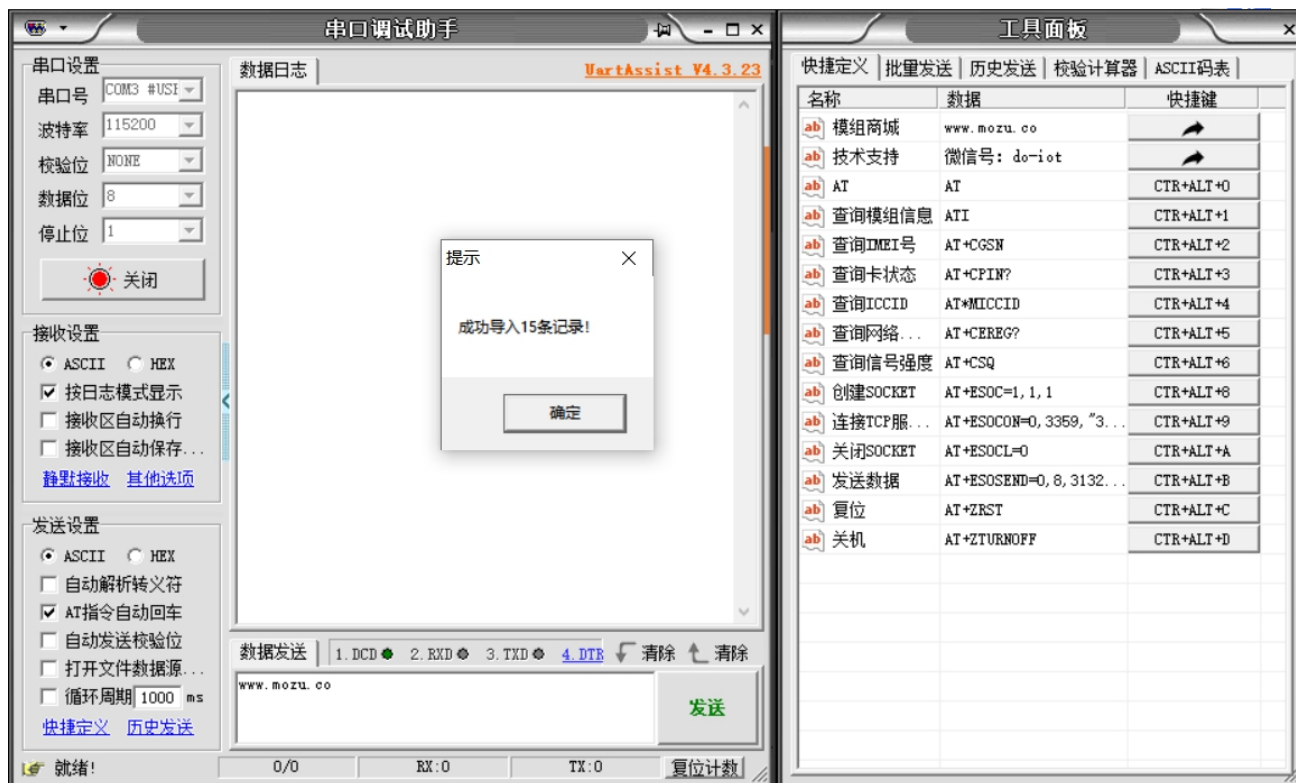 串口调试助手
串口设置
串口号 COM3 #USE
波特率 115200
校验位 NONE
数据位 8
停止位 1
关闭
接收设置
ASCII HEX
按日志模式显示
接收区自动换行
接收区自动保存...
静默接收 其他选项
发送设置
ASCII HEX
自动解析转义符
AT指令自动回车
自动发送校验位
打开文件数据源...
循环周期 1000 ms
快捷定义 历史发送
就绪!
数据日志 UartAssist V4.3.23
提示
成功导入15条记录!
确定
数据发送 1.DCD 2.RXD 3.TXD 4.DTR 清除 清除
www.mozu.co
发送
0/0 RX:0 TX:0 复位计数
工具面板
快捷定义 批量发送 历史发送 校验计算器 ASCII码表
名称 数据 快捷键
模组商城 www.mozu.co
技术支持 微信号: do-iot
AT AT CTR+ALT+0
查询模组信息 ATI CTR+ALT+1
查询IMEI号 AT+CGSN CTR+ALT+2
查询卡状态 AT+CPIN? CTR+ALT+3
查询ICCID AT*MICCID CTR+ALT+4
查询网络... AT+CEREG? CTR+ALT+5
查询信号强度 AT+CSQ CTR+ALT+6
创建SOCKET AT+ESOC=1,1,1 CTR+ALT+8
连接TCP服... AT+ESOCON=0,3359,"3... CTR+ALT+9
关闭SOCKET AT+ESOCL=0 CTR+ALT+A
发送数据 AT+ESOSEND=0,8,3132... CTR+ALT+B
复位 AT+ZRST CTR+ALT+C
关机 AT+ZTURNOFF CTR+ALT+D